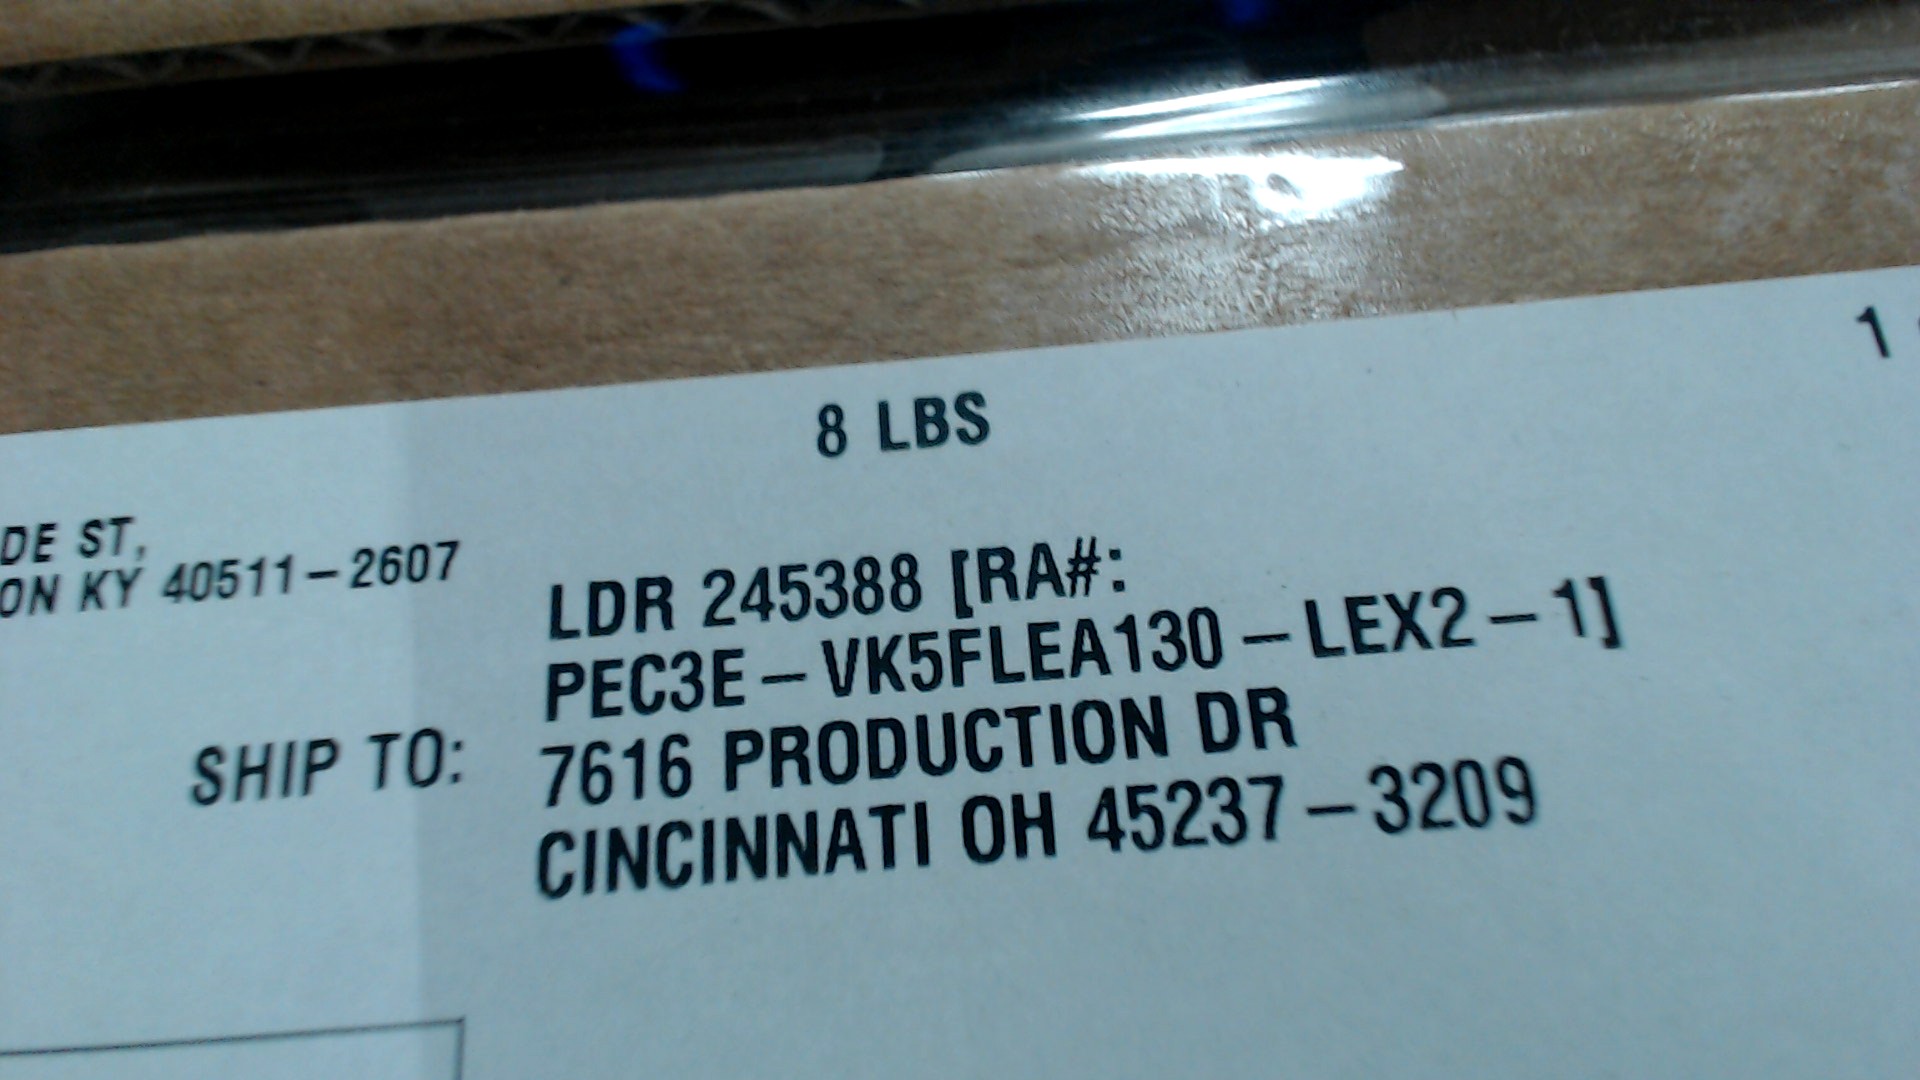 8 LBS
1
DE ST,
ON KY 40511-2607
LDR 245388 [RA#:
PEC3E-VK5FLEA130-LEX2-1]
SHIP TO: 7616 PRODUCTION DR
CINCINNATI OH 45237-3209